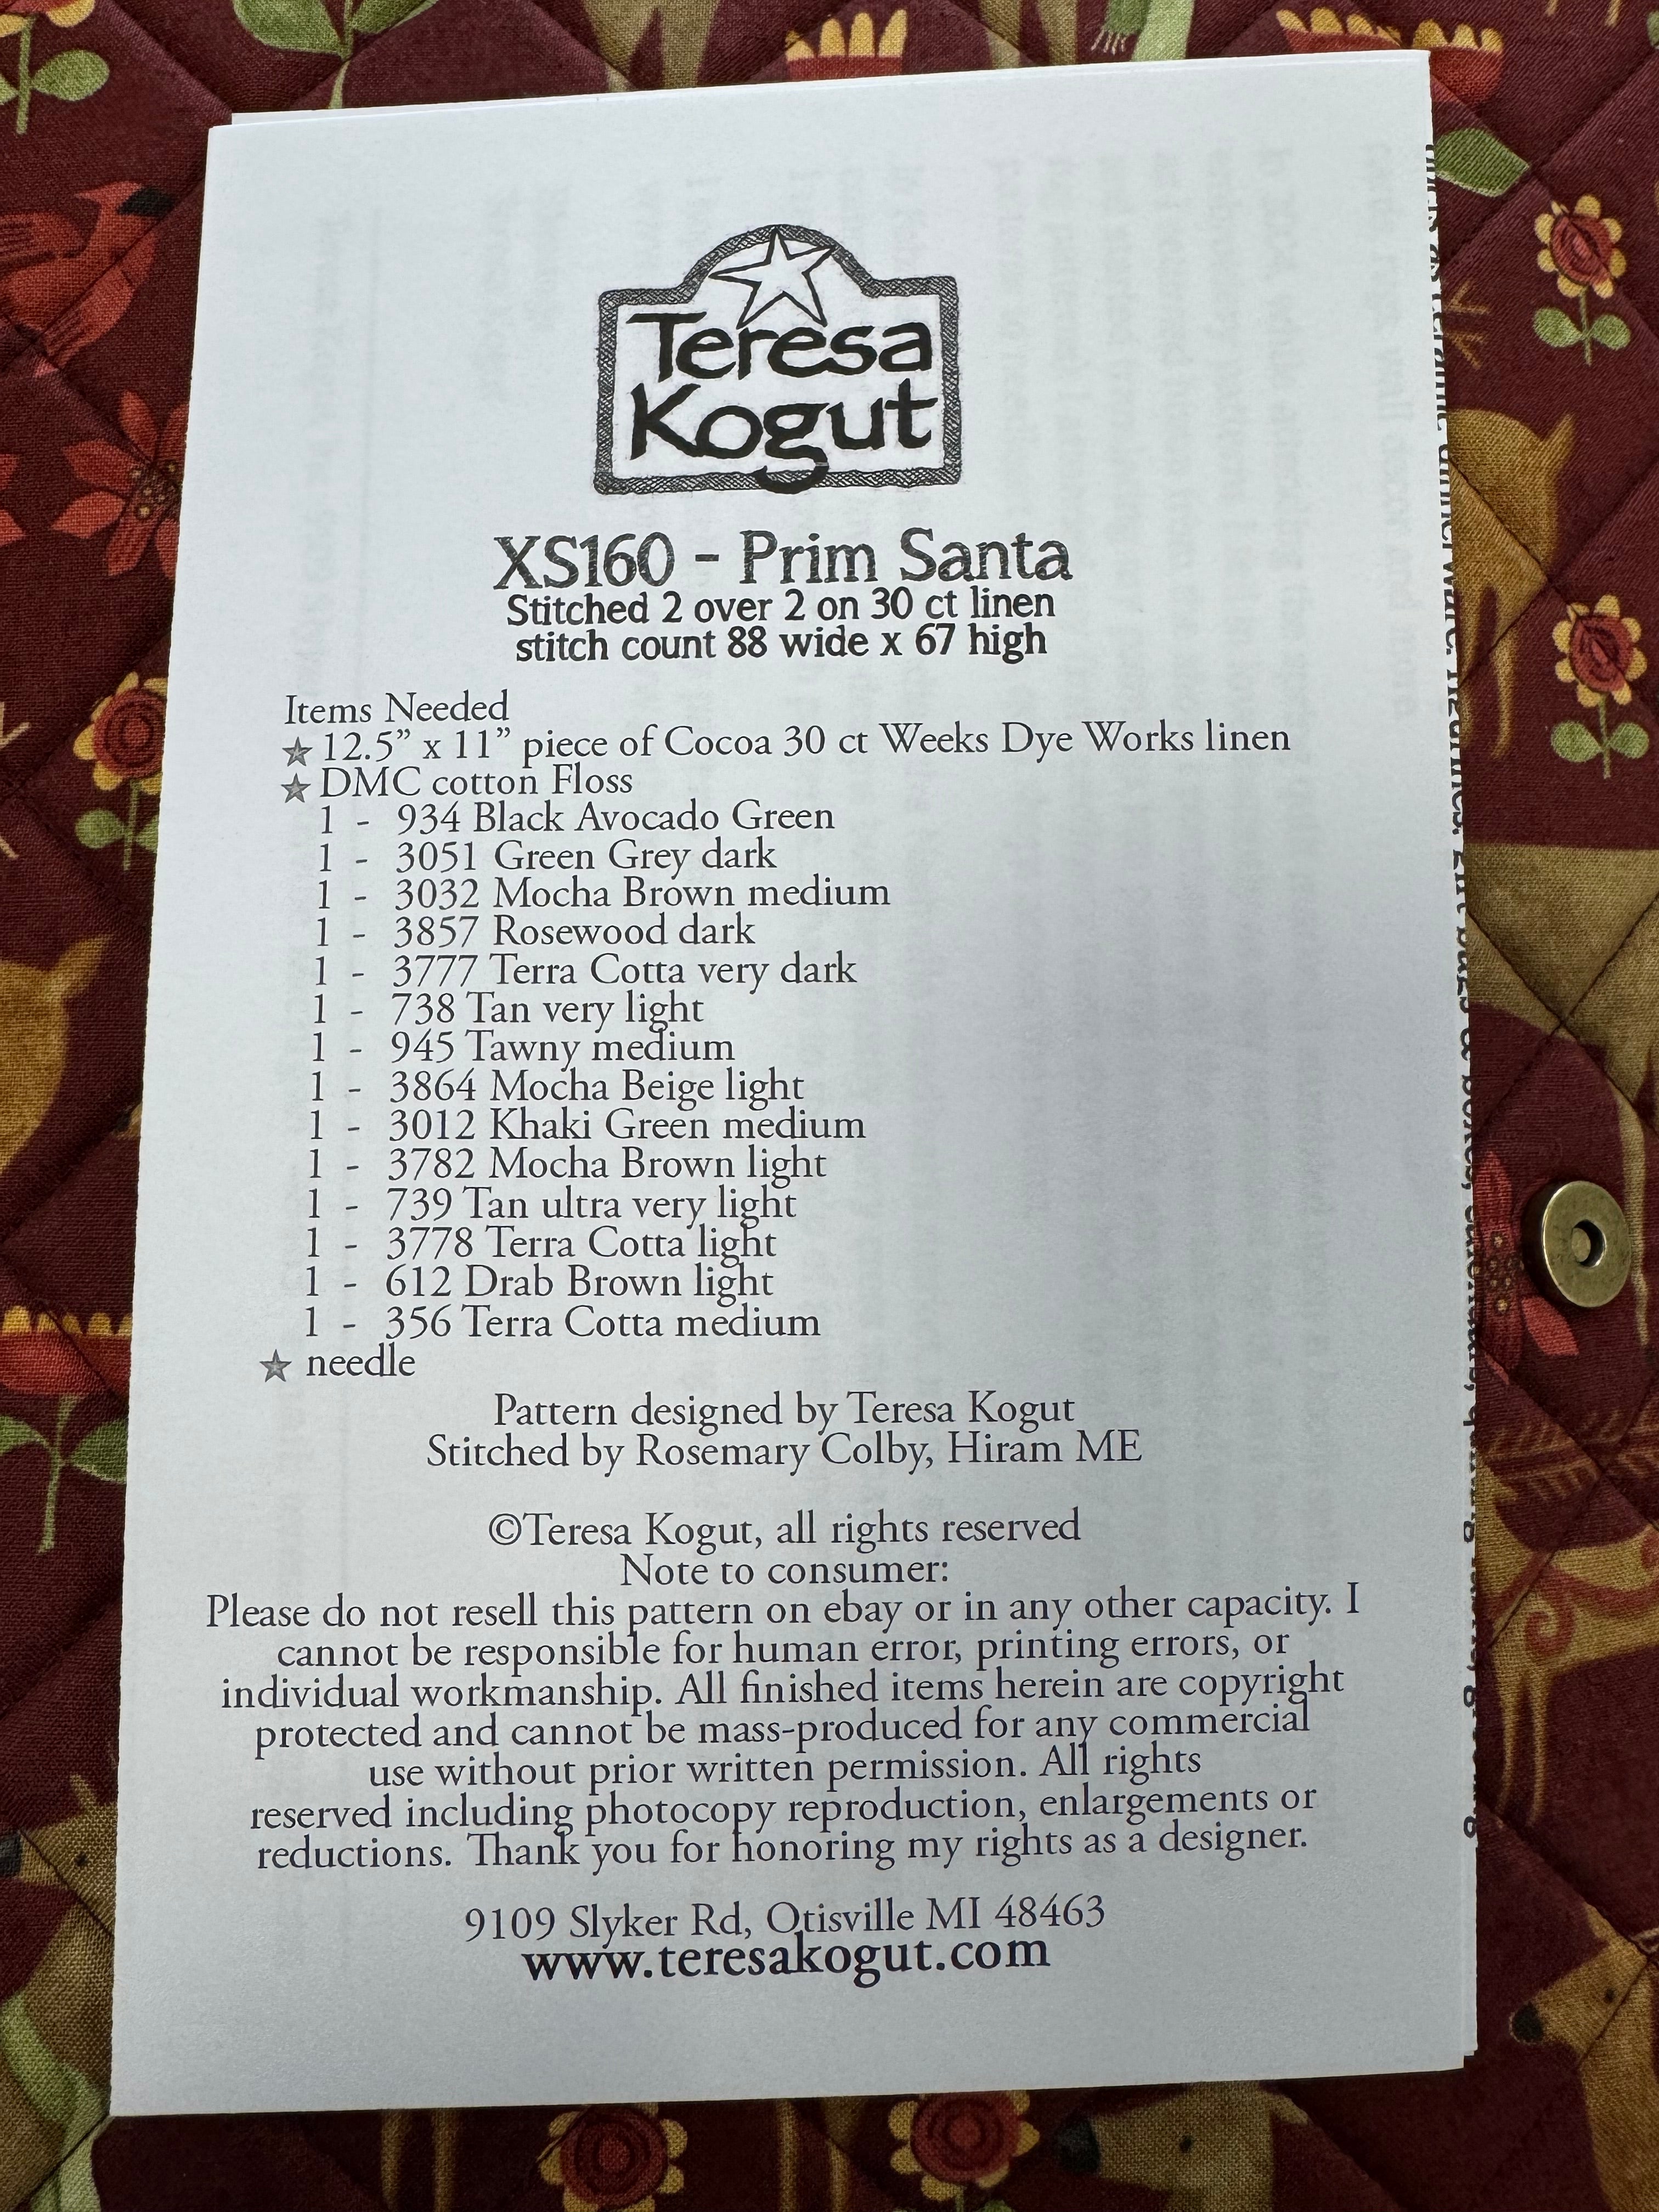 Teresa
Kogut
XS160 - Prim Santa
Stitched 2 over 2 on 30 ct linen
stitch count 88 wide x 67 high
Items Needed
★ 12.5” x 11” piece of Cocoa 30 ct Weeks Dye Works linen
★ DMC cotton Floss
1 - 934 Black Avocado Green
1 - 3051 Green Grey dark
1 - 3032 Mocha Brown medium
1 - 3857 Rosewood dark
1 - 3777 Terra Cotta very dark
1 - 738 Tan very light
1 - 945 Tawny medium
1 - 3864 Mocha Beige light
1 - 3012 Khaki Green medium
1 - 3782 Mocha Brown light
1 - 739 Tan ultra very light
1 - 3778 Terra Cotta light
1 - 612 Drab Brown light
1 - 356 Terra Cotta medium
★ needle
Pattern designed by Teresa Kogut
Stitched by Rosemary Colby, Hiram ME
©Teresa Kogut, all rights reserved
Note to consumer:
Please do not resell this pattern on ebay or in any other capacity. I
cannot be responsible for human error, printing errors, or
individual workmanship. All finished items herein are copyright
protected and cannot be mass-produced for any commercial
use without prior written permission. All rights
reserved including photocopy reproduction, enlargements or
reductions. Thank you for honoring my rights as a designer.
9109 Slyker Rd, Otisville MI 48463
www.teresakogut.com